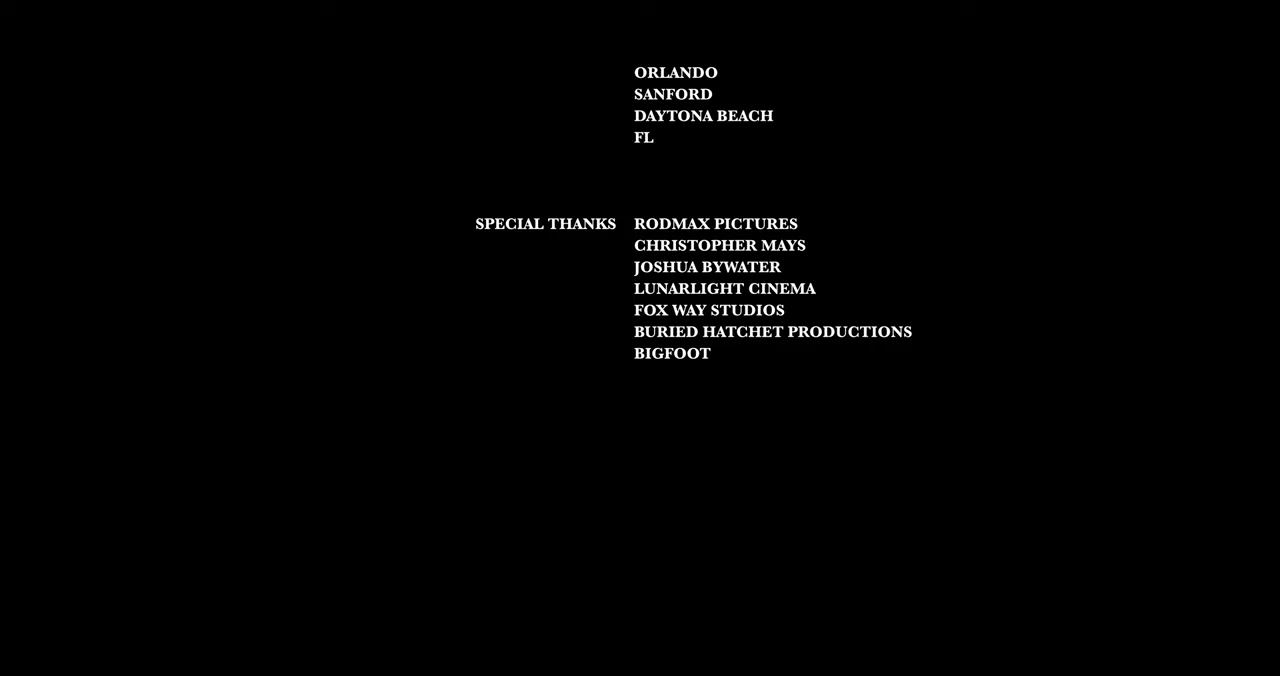 ORLANDO
SANFORD
DAYTONA BEACH
FL
SPECIAL THANKS RODMAX PICTURES
CHRISTOPHER MAYS
JOSHUA BYWATER
LUNARLIGHT CINEMA
FOX WAY STUDIOS
BURIED HATCHET PRODUCTIONS
BIGFOOT